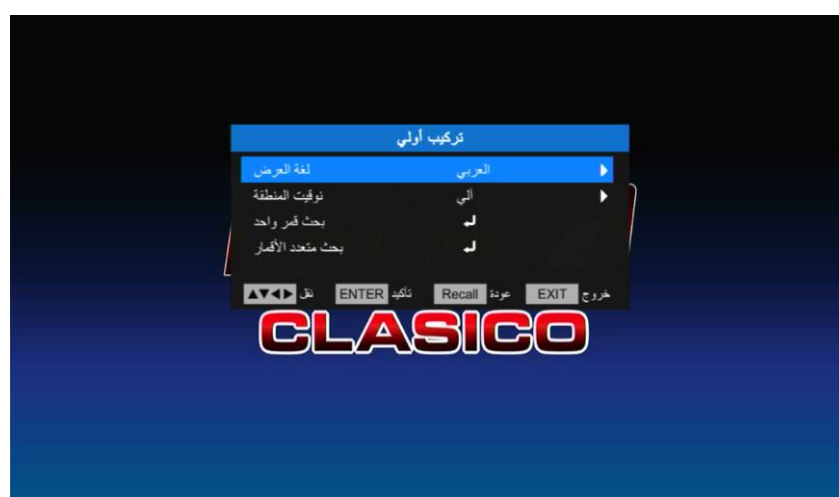 تركيب أولي
لغة العرض العربي
توقيت المنطقة آلي
بحث قمر واحد
بحث متعدد الأقمار
نقل ENTER تأكيد Recall عودة EXIT خروج
CLASICO